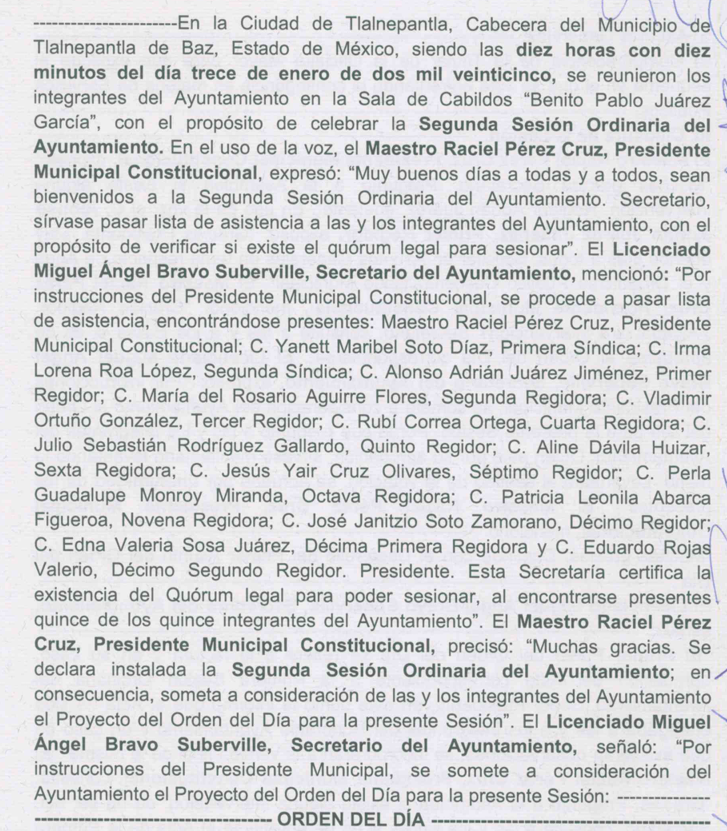 -----------------------En la Ciudad de Tlalnepantla, Cabecera del Municipio de
Tlalnepantla de Baz, Estado de México, siendo las diez horas con diez
minutos del día trece de enero de dos mil veinticinco, se reunieron los
integrantes del Ayuntamiento en la Sala de Cabildos “Benito Pablo Juárez
García”, con el propósito de celebrar la Segunda Sesión Ordinaria del
Ayuntamiento. En el uso de la voz, el Maestro Raciel Pérez Cruz, Presidente
Municipal Constitucional, expresó: “Muy buenos días a todas y a todos, sean
bienvenidos a la Segunda Sesión Ordinaria del Ayuntamiento. Secretario,
sírvase pasar lista de asistencia a las y los integrantes del Ayuntamiento, con el
propósito de verificar si existe el quórum legal para sesionar”. El Licenciado
Miguel Ángel Bravo Suberville, Secretario del Ayuntamiento, mencionó: “Por
instrucciones del Presidente Municipal Constitucional, se procede a pasar lista
de asistencia, encontrándose presentes: Maestro Raciel Pérez Cruz, Presidente
Municipal Constitucional; C. Yanett Maribel Soto Díaz, Primera Síndica; C. Irma
Lorena Roa López, Segunda Síndica; C. Alonso Adrián Juárez Jiménez, Primer
Regidor; C. María del Rosario Aguirre Flores, Segunda Regidora; C. Vladimir
Ortuño González, Tercer Regidor; C. Rubí Correa Ortega, Cuarta Regidora; C.
Julio Sebastián Rodríguez Gallardo, Quinto Regidor; C. Aline Dávila Huizar,
Sexta Regidora; C. Jesús Yair Cruz Olivares, Séptimo Regidor; C. Perla
Guadalupe Monroy Miranda, Octava Regidora; C. Patricia Leonila Abarca
Figueroa, Novena Regidora; C. José Janitzio Soto Zamorano, Décimo Regidor;
C. Edna Valeria Sosa Juárez, Décima Primera Regidora y C. Eduardo Rojas
Valerio, Décimo Segundo Regidor. Presidente. Esta Secretaría certifica la
existencia del Quórum legal para poder sesionar, al encontrarse presentes
quince de los quince integrantes del Ayuntamiento”. El Maestro Raciel Pérez
Cruz, Presidente Municipal Constitucional, precisó: “Muchas gracias. Se
declara instalada la Segunda Sesión Ordinaria del Ayuntamiento; en
consecuencia, someta a consideración de las y los integrantes del Ayuntamiento
el Proyecto del Orden del Día para la presente Sesión”. El Licenciado Miguel
Ángel Bravo Suberville, Secretario del Ayuntamiento, señaló: “Por
instrucciones del Presidente Municipal, se somete a consideración del
Ayuntamiento el Proyecto del Orden del Día para la presente Sesión: ---------------
-------------------------------------- ORDEN DEL DÍA --------------------------------------------